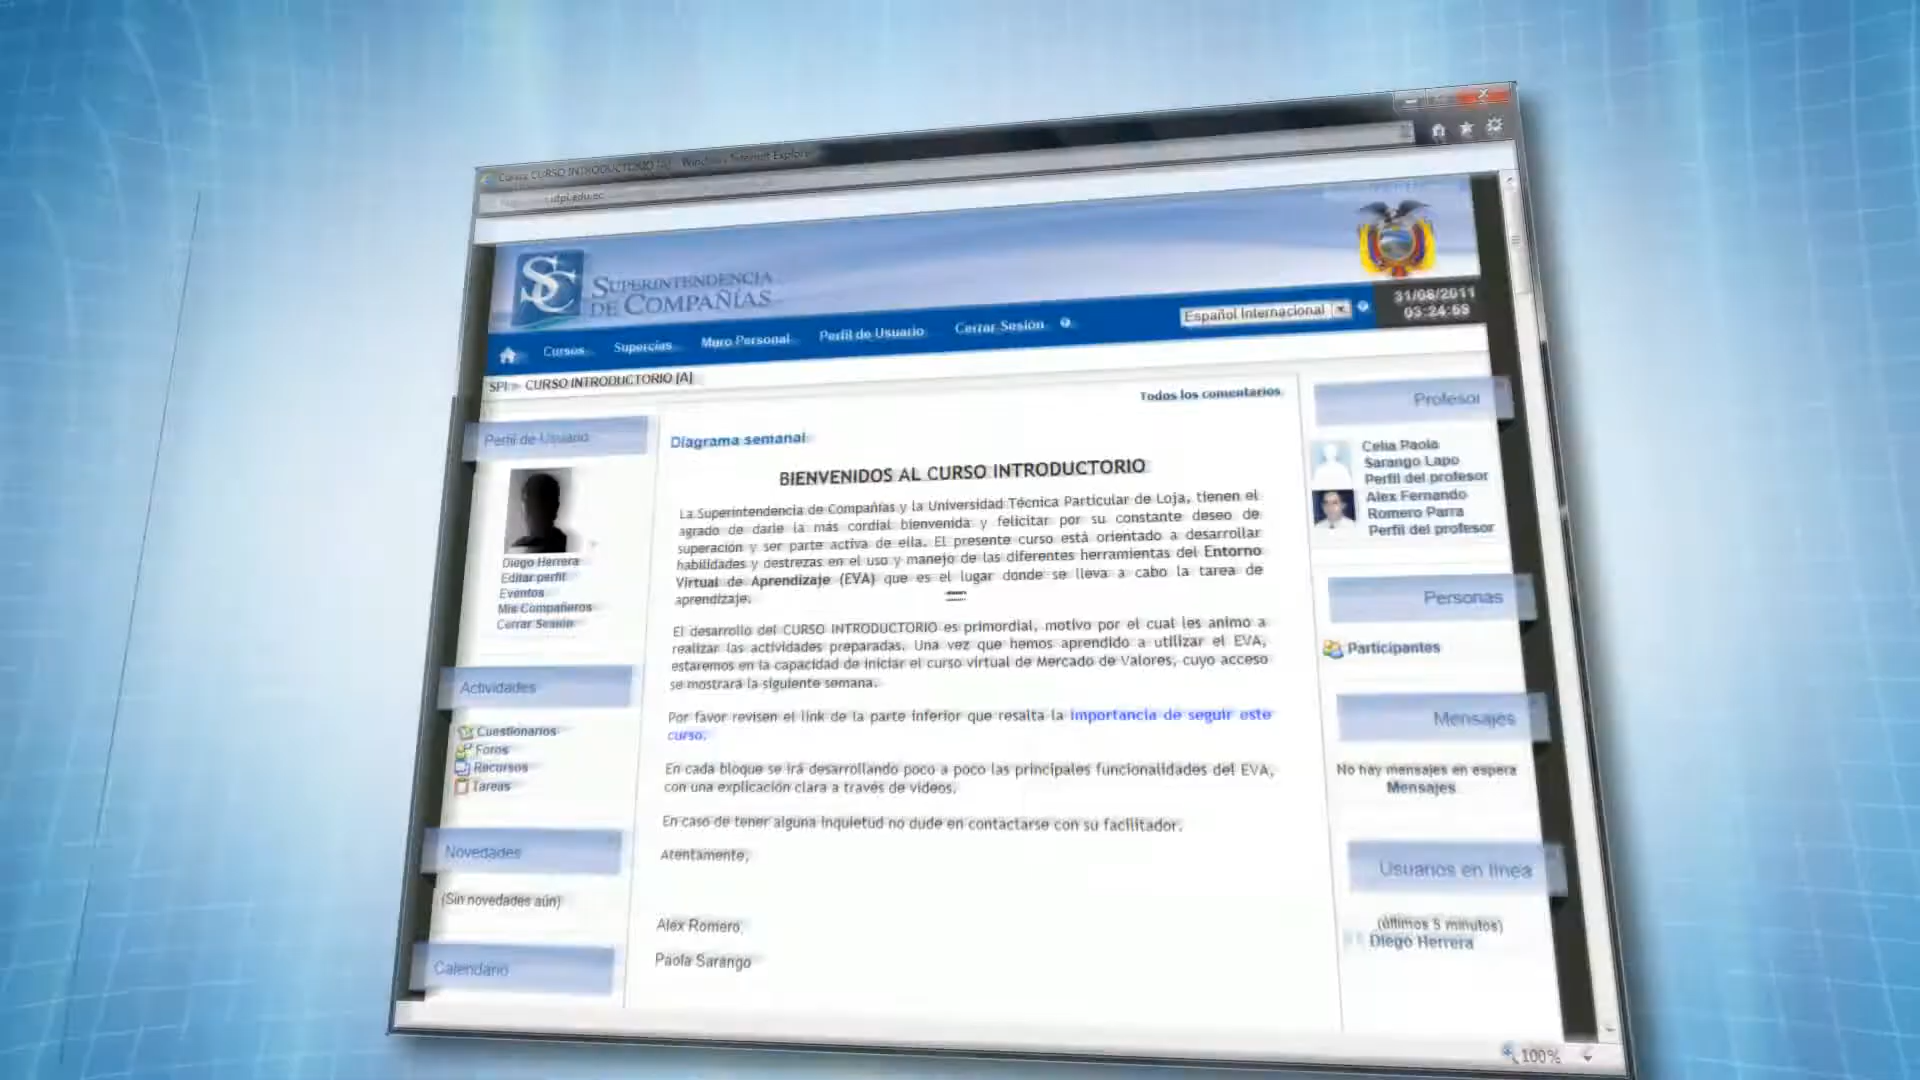 Cursos CURSO INTRODUCTORIO [A] - Windows Internet Explorer
utpl.edu.ec
SC
SUPERINTENDENCIA
DE COMPAÑÍAS
Español Internacional
31/08/2011
Cursos
Supercias
Muro Personal
Perfil de Usuario
Cerrar Sesión
SPI » CURSO INTRODUCTORIO [A]
Perfil de Usuario
Diego Herrera
Editar perfil
Eventos
Mis Compañeros
Cerrar Sesión
Actividades
Cuestionarios
Foros
Recursos
Tareas
Novedades
(Sin novedades aún)
Calendario
Todos los comentarios
Diagrama semanal
BIENVENIDOS AL CURSO INTRODUCTORIO
La Superintendencia de Compañías y la Universidad Técnica Particular de Loja, tienen el
agrado de darle la más cordial bienvenida y felicitar por su constante deseo de
superación y ser parte activa de ella. El presente curso está orientado a desarrollar
habilidades y destrezas en el uso y manejo de las diferentes herramientas del Entorno
Virtual de Aprendizaje (EVA) que es el lugar donde se lleva a cabo la tarea de
aprendizaje.
El desarrollo del CURSO INTRODUCTORIO es primordial, motivo por el cual les animo a
realizar las actividades preparadas. Una vez que hemos aprendido a utilizar el EVA,
estaremos en la capacidad de iniciar el curso virtual de Mercado de Valores, cuyo acceso
se mostrará la siguiente semana.
Por favor revisen el link de la parte inferior que resalta la importancia de seguir este
curso.
En cada bloque se irá desarrollando poco a poco las principales funcionalidades del EVA,
con una explicación clara a través de videos.
En caso de tener alguna inquietud no dude en contactarse con su facilitador.
Atentamente,
Alex Romero,
Paola Sarango
Profesor
Celia Paola
Sarango Lapo
Perfil del profesor
Alex Fernando
Romero Parra
Perfil del profesor
Personas
Participantes
Mensajes
No hay mensajes en espera
Mensajes
Usuarios en línea
(últimos 5 minutos)
Diego Herrera
100%